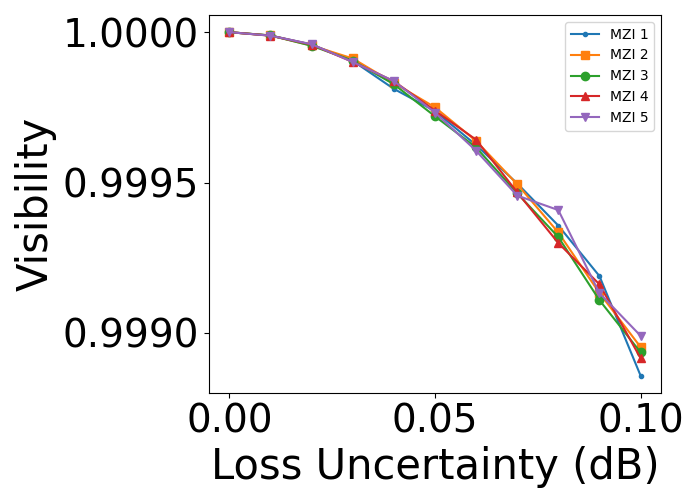 1.0000
0.9995
0.9990
Visibility
MZI 1
MZI 2
MZI 3
MZI 4
MZI 5
0.00 0.05 0.10
Loss Uncertainty (dB)